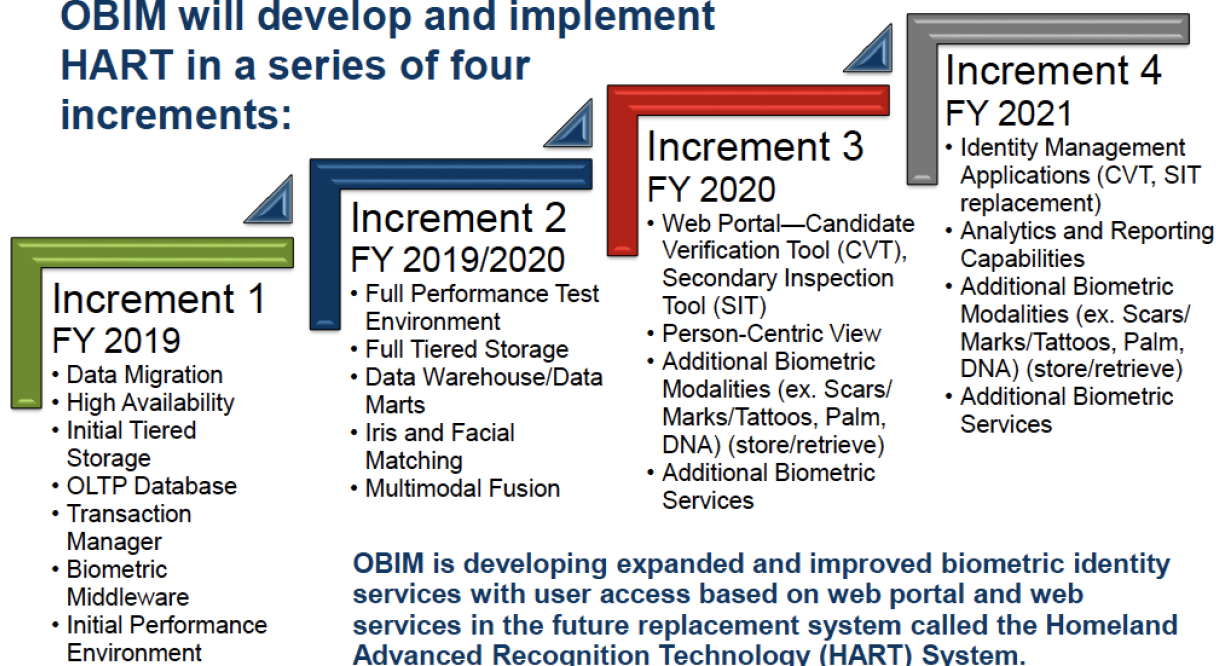 OBIM will develop and implement
HART in a series of four
increments:
Increment 1
FY 2019
• Data Migration
• High Availability
• Initial Tiered
Storage
• OLTP Database
• Transaction
Manager
• Biometric
Middleware
• Initial Performance
Environment
Increment 2
FY 2019/2020
• Full Performance Test
Environment
• Full Tiered Storage
• Data Warehouse/Data
Marts
• Iris and Facial
Matching
• Multimodal Fusion
Increment 3
FY 2020
• Web Portal—Candidate
Verification Tool (CVT),
Secondary Inspection
Tool (SIT)
• Person-Centric View
• Additional Biometric
Modalities (ex. Scars/
Marks/Tattoos, Palm,
DNA) (store/retrieve)
• Additional Biometric
Services
Increment 4
FY 2021
• Identity Management
Applications (CVT, SIT
replacement)
• Analytics and Reporting
Capabilities
• Additional Biometric
Modalities (ex. Scars/
Marks/Tattoos, Palm,
DNA) (store/retrieve)
• Additional Biometric
Services
OBIM is developing expanded and improved biometric identity
services with user access based on web portal and web
services in the future replacement system called the Homeland
Advanced Recognition Technology (HART) System.